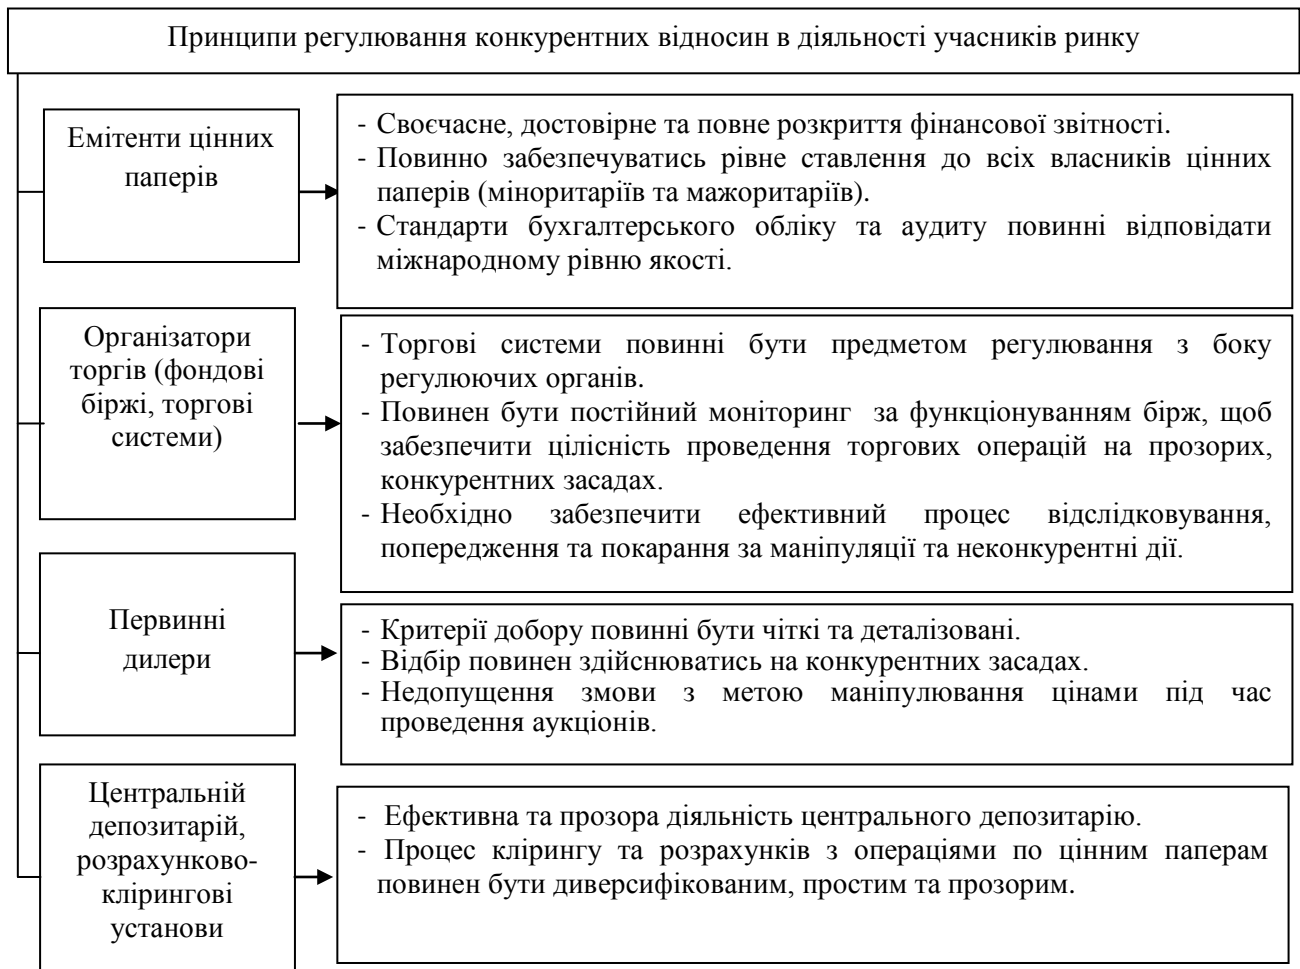 Принципи регулювання конкурентних відносин в діяльності учасників ринку
Емітенти цінних
паперів
- Своєчасне, достовірне та повне розкриття фінансової звітності.
- Повинно забезпечуватись рівне ставлення до всіх власників цінних
паперів (міноритаріїв та мажоритаріїв).
- Стандарти бухгалтерського обліку та аудиту повинні відповідати
міжнародному рівню якості.
Організатори
торгів (фондові
біржі, торгові
системи)
- Торгові системи повинні бути предметом регулювання з боку
регулюючих органів.
- Повинен бути постійний моніторинг за функціонуванням бірж, щоб
забезпечити цілісність проведення торгових операцій на прозорих,
конкурентних засадах.
- Необхідно забезпечити ефективний процес відслідковування,
попередження та покарання за маніпуляції та неконкурентні дії.
Первинні
дилери
- Критерії добору повинні бути чіткі та деталізовані.
- Відбір повинен здійснюватись на конкурентних засадах.
- Недопущення змови з метою маніпулювання цінами під час
проведення аукціонів.
Центральній
депозитарій,
розрахунково-
клірингові
установи
- Ефективна та прозора діяльність центрального депозитарію.
- Процес клірингу та розрахунків з операціями по цінним паперам
повинен бути диверсифікованим, простим та прозорим.